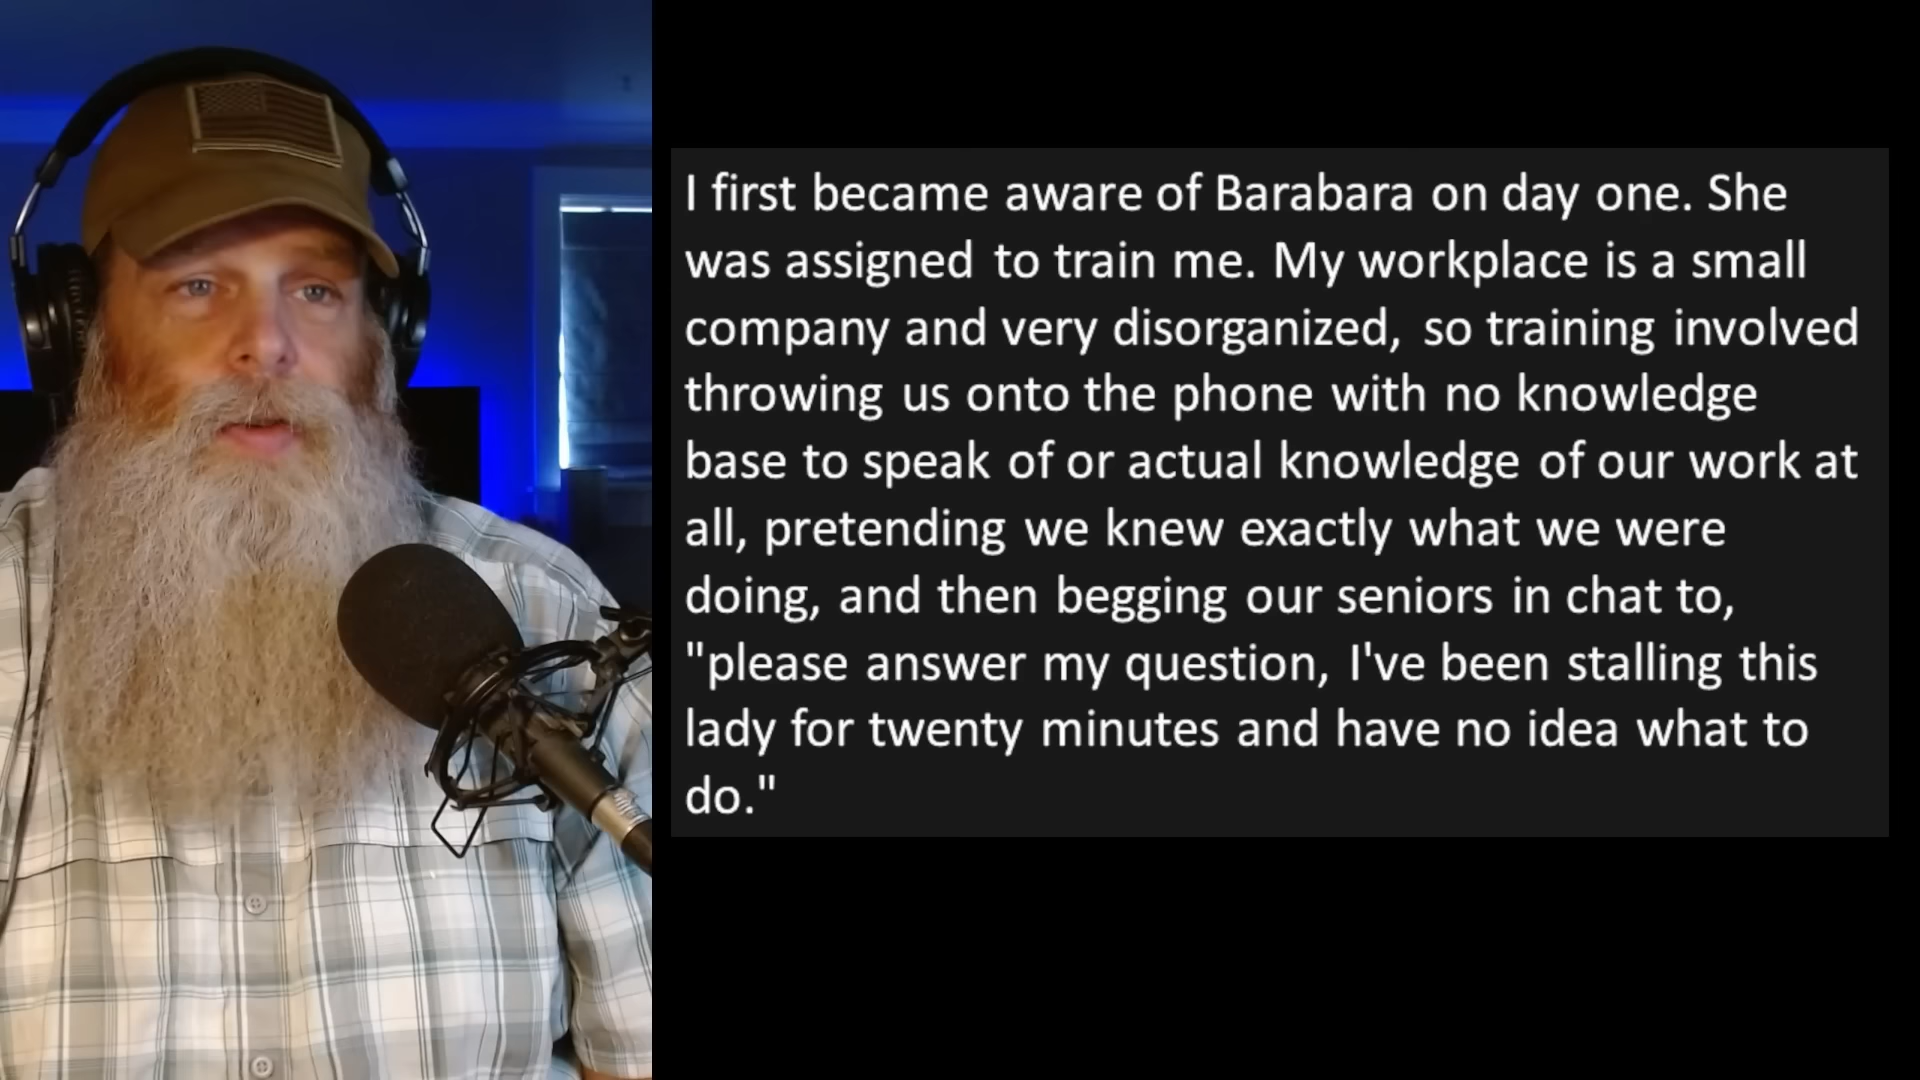 I first became aware of Barabara on day one. She
was assigned to train me. My workplace is a small
company and very disorganized, so training involved
throwing us onto the phone with no knowledge
base to speak of or actual knowledge of our work at
all, pretending we knew exactly what we were
doing, and then begging our seniors in chat to,
"please answer my question, I've been stalling this
lady for twenty minutes and have no idea what to
do."